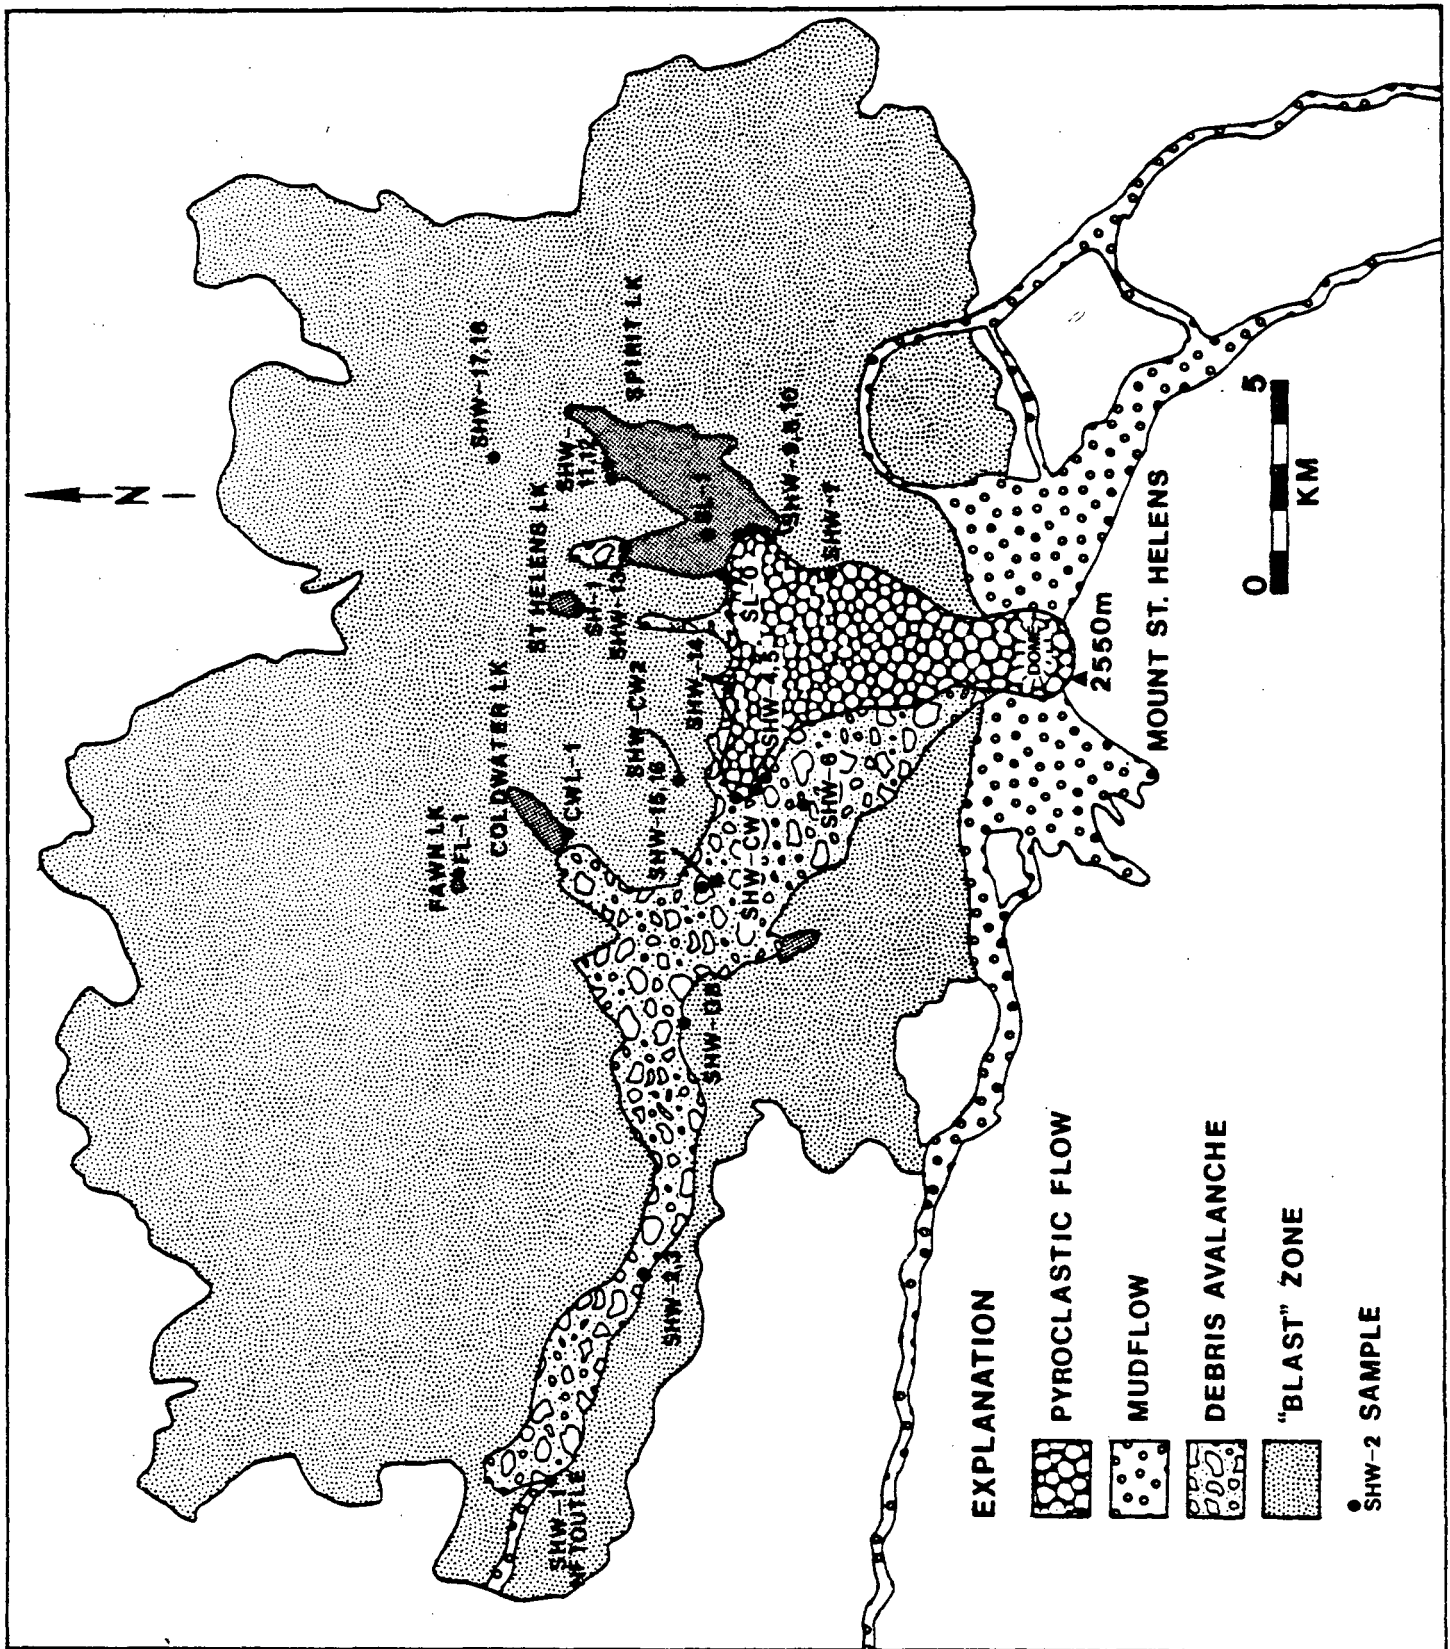 N
SHW-17,18
SPIRIT LK
SHW-
11,12
ST HELENS LK
SL-1
SHW-9,8,10
SHW-7
SH-1
SHW-13
SL-0
SHW-14
SHW-4,5
COLDWATER LK
CWL-1
SHW-CW2
SHW-15,16
SHW-CW
SHW-6
FAWN LK
FL-1
SHW-2,3
SHW-1
NF TOUTLE
DOME
2550m
MOUNT ST. HELENS
0 5
KM
EXPLANATION
PYROCLASTIC FLOW
MUDFLOW
DEBRIS AVALANCHE
"BLAST" ZONE
SHW-2 SAMPLE